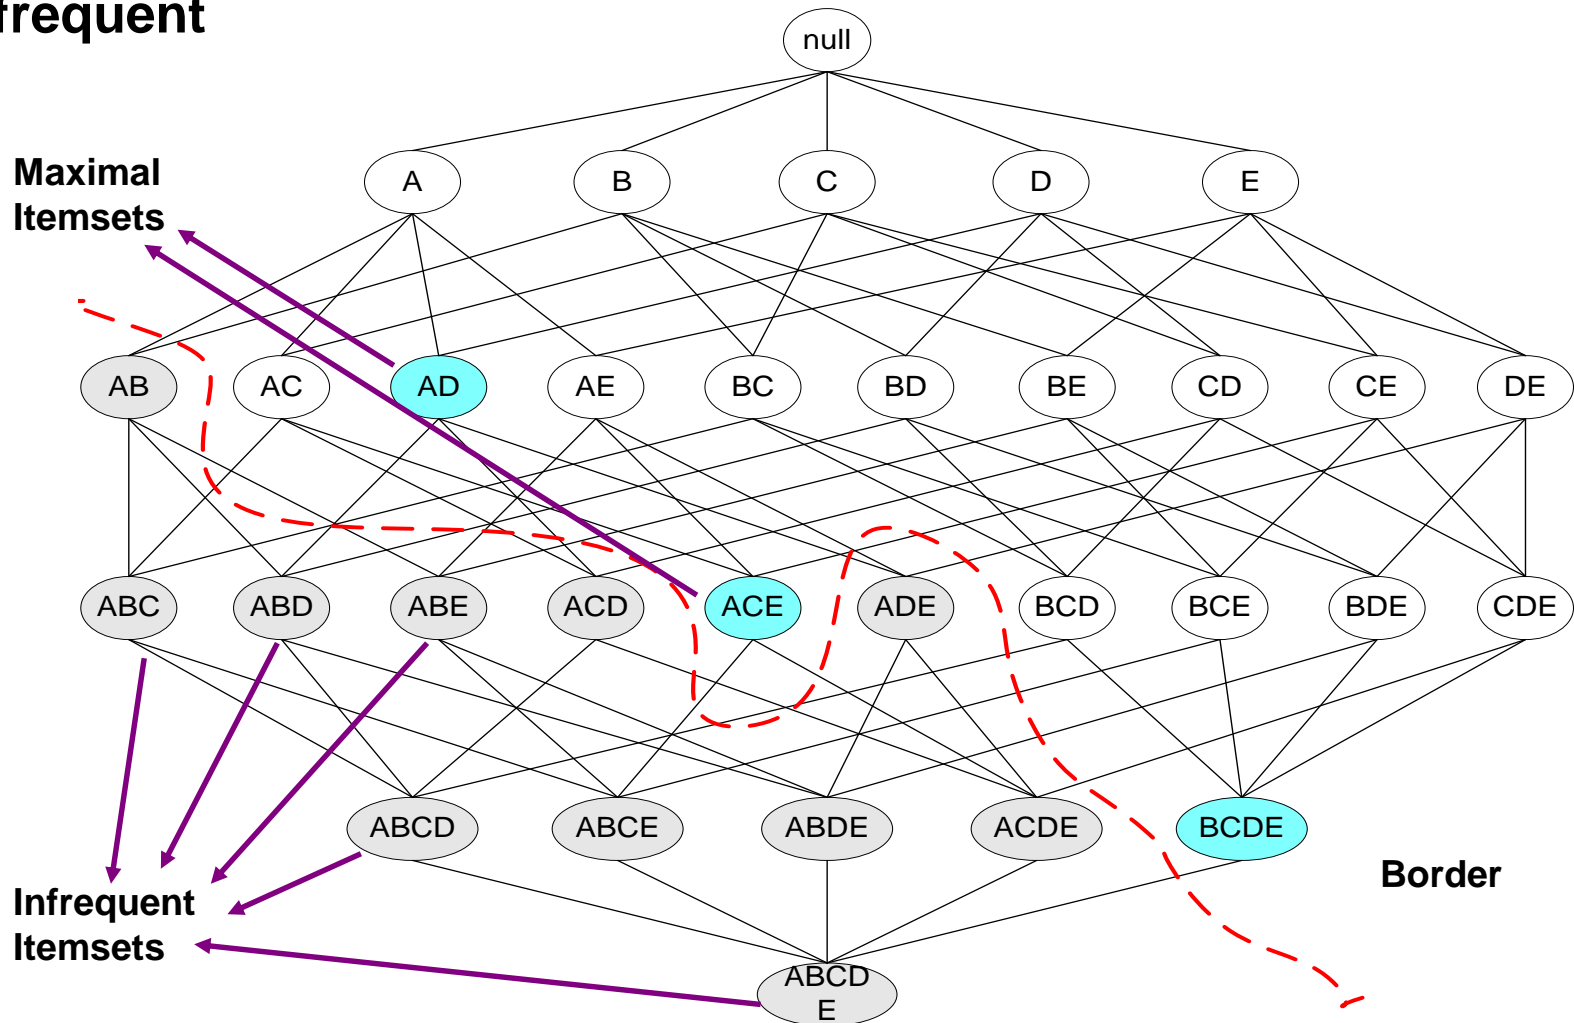 frequent
null
Maximal
Itemsets
A B C D E
AB AC AD AE BC BD BE CD CE DE
ABC ABD ABE ACD ACE ADE BCD BCE BDE CDE
ABCD ABCE ABDE ACDE BCDE
Border
Infrequent
Itemsets
ABCD
E